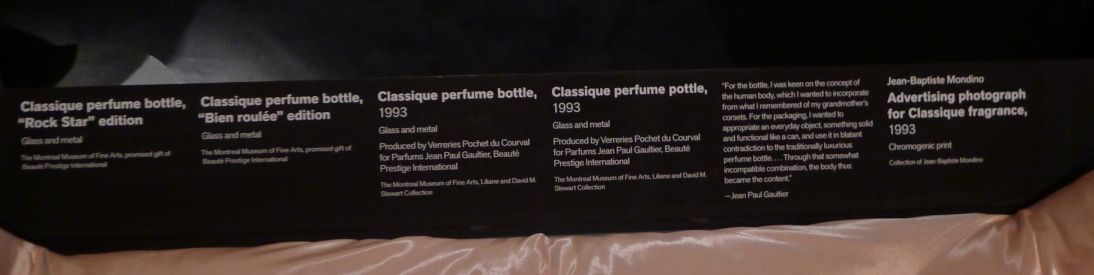 Classique perfume bottle,
“Rock Star” edition
Glass and metal
The Montreal Museum of Fine Arts, promised gift of
Beauté Prestige International
Classique perfume bottle,
“Bien roulée” edition
Glass and metal
The Montreal Museum of Fine Arts, promised gift of
Beauté Prestige International
Classique perfume bottle,
1993
Glass and metal
Produced by Verreries Pochet du Courval
for Parfums Jean Paul Gaultier, Beauté
Prestige International
The Montreal Museum of Fine Arts, Liliane and David M.
Stewart Collection
Classique perfume pottle,
1993
Glass and metal
Produced by Verreries Pochet du Courval
for Parfums Jean Paul Gaultier, Beauté
Prestige International
The Montreal Museum of Fine Arts, Liliane and David M.
Stewart Collection
“For the bottle, I was keen on the concept of
the human body, which I wanted to incorporate
from what I remembered of my grandmother’s
corsets. For the packaging, I wanted to
appropriate an everyday object, something solid
and functional like a can, and use it in blatant
contradiction to the traditionally luxurious
perfume bottle. . . . Through that somewhat
incompatible combination, the body thus
became the content.”
—Jean Paul Gaultier
Jean-Baptiste Mondino
Advertising photograph
for Classique fragrance,
1993
Chromogenic print
Collection of Jean-Baptiste Mondino